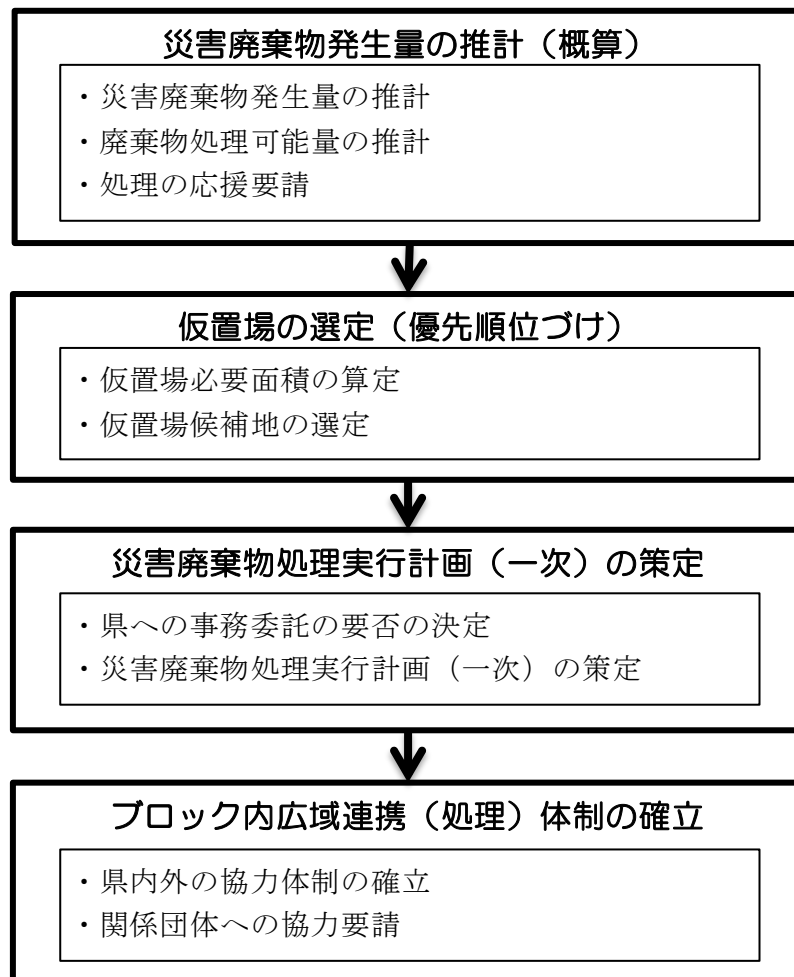 災害廃棄物発生量の推計（概算）
・災害廃棄物発生量の推計
・廃棄物処理可能量の推計
・処理の応援要請
仮置場の選定（優先順位づけ）
・仮置場必要面積の算定
・仮置場候補地の選定
災害廃棄物処理実行計画（一次）の策定
・県への事務委託の要否の決定
・災害廃棄物処理実行計画（一次）の策定
ブロック内広域連携（処理）体制の確立
・県内外の協力体制の確立
・関係団体への協力要請